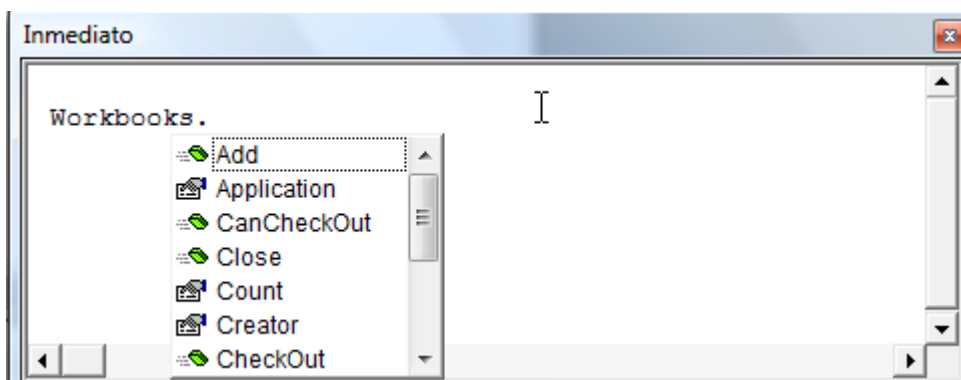 Inmediato
Workbooks.
Add
Application
CanCheckOut
Close
Count
Creator
CheckOut